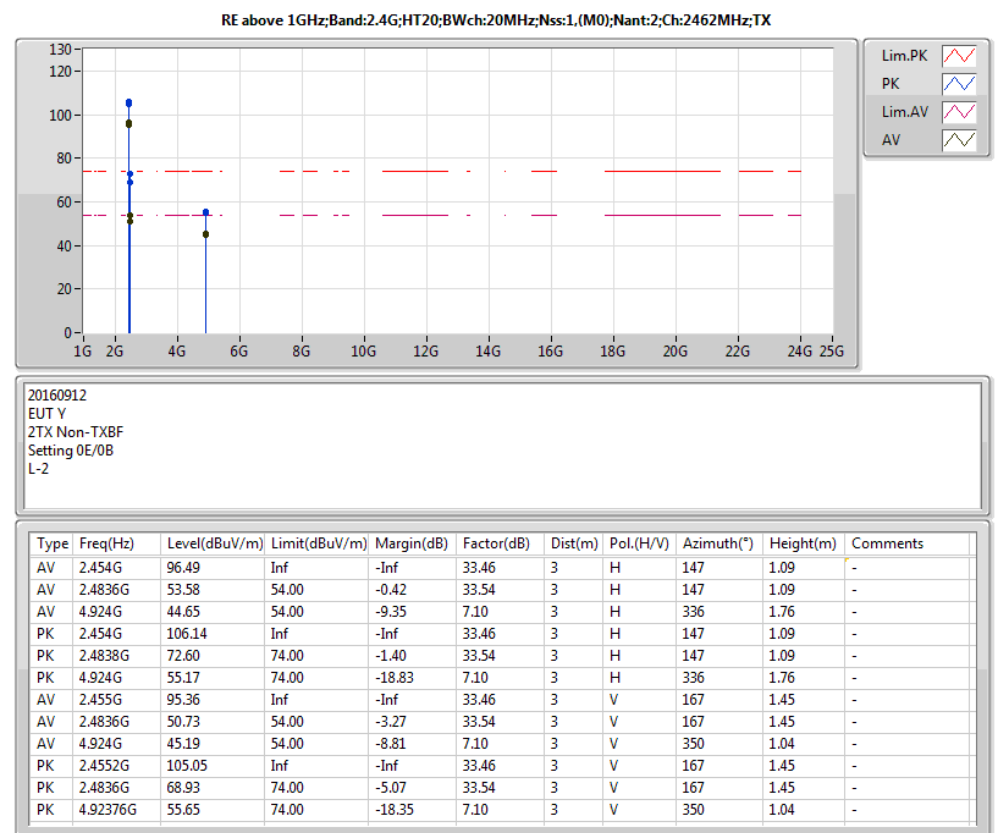 RE above 1GHz;Band:2.4G;HT20;BWch:20MHz;Nss:1,(M0);Nant:2;Ch:2462MHz;TX
130
120
100
80
60
40
20
0
1G 2G 4G 6G 8G 10G 12G 14G 16G 18G 20G 22G 24G 25G
Lim.PK
PK
Lim.AV
AV
20160912
EUT Y
2TX Non-TXBF
Setting 0E/0B
L-2
Type Freq(Hz) Level(dBuV/m) Limit(dBuV/m) Margin(dB) Factor(dB) Dist(m) Pol.(H/V) Azimuth(°) Height(m) Comments
AV 2.454G 96.49 Inf -Inf 33.46 3 H 147 1.09 -
AV 2.4836G 53.58 54.00 -0.42 33.54 3 H 147 1.09 -
AV 4.924G 44.65 54.00 -9.35 7.10 3 H 336 1.76 -
PK 2.454G 106.14 Inf -Inf 33.46 3 H 147 1.09 -
PK 2.4838G 72.60 74.00 -1.40 33.54 3 H 147 1.09 -
PK 4.924G 55.17 74.00 -18.83 7.10 3 H 336 1.76 -
AV 2.455G 95.36 Inf -Inf 33.46 3 V 167 1.45 -
AV 2.4836G 50.73 54.00 -3.27 33.54 3 V 167 1.45 -
AV 4.924G 45.19 54.00 -8.81 7.10 3 V 350 1.04 -
PK 2.4552G 105.05 Inf -Inf 33.46 3 V 167 1.45 -
PK 2.4836G 68.93 74.00 -5.07 33.54 3 V 167 1.45 -
PK 4.92376G 55.65 74.00 -18.35 7.10 3 V 350 1.04 -